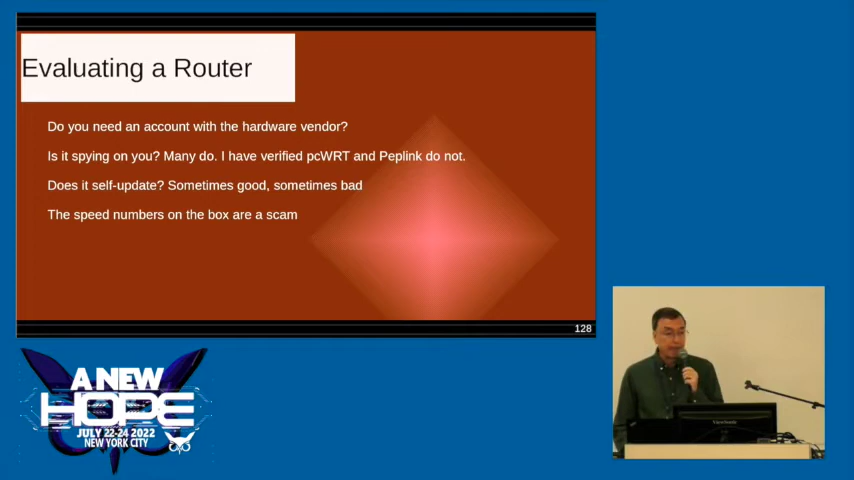 Evaluating a Router
Do you need an account with the hardware vendor?
Is it spying on you? Many do. I have verified pcWRT and Peplink do not.
Does it self-update? Sometimes good, sometimes bad
The speed numbers on the box are a scam
128
A NEW
HOPE
JULY 22-24 2022
NEW YORK CITY
ViewSonic